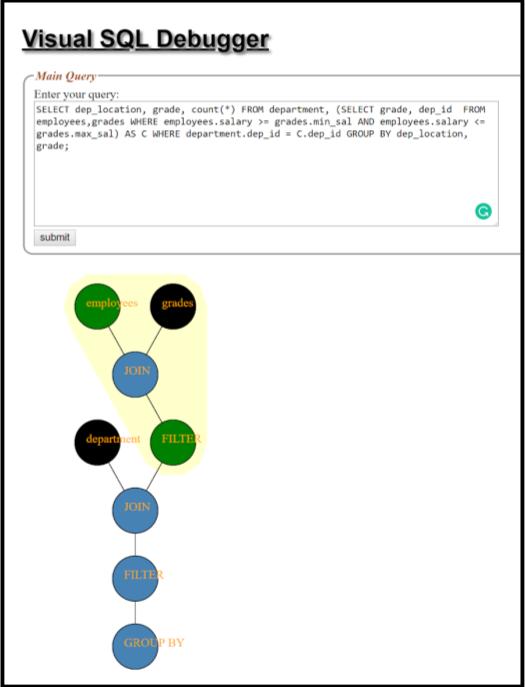 Visual SQL Debugger
Main Query
Enter your query:
SELECT dep_location, grade, count(*) FROM department, (SELECT grade, dep_id  FROM
employees,grades WHERE employees.salary >= grades.min_sal AND employees.salary <=
grades.max_sal) AS C WHERE department.dep_id = C.dep_id GROUP BY dep_location,
grade;
submit
employees grades
JOIN
department FILTER
JOIN
FILTER
GROUP BY